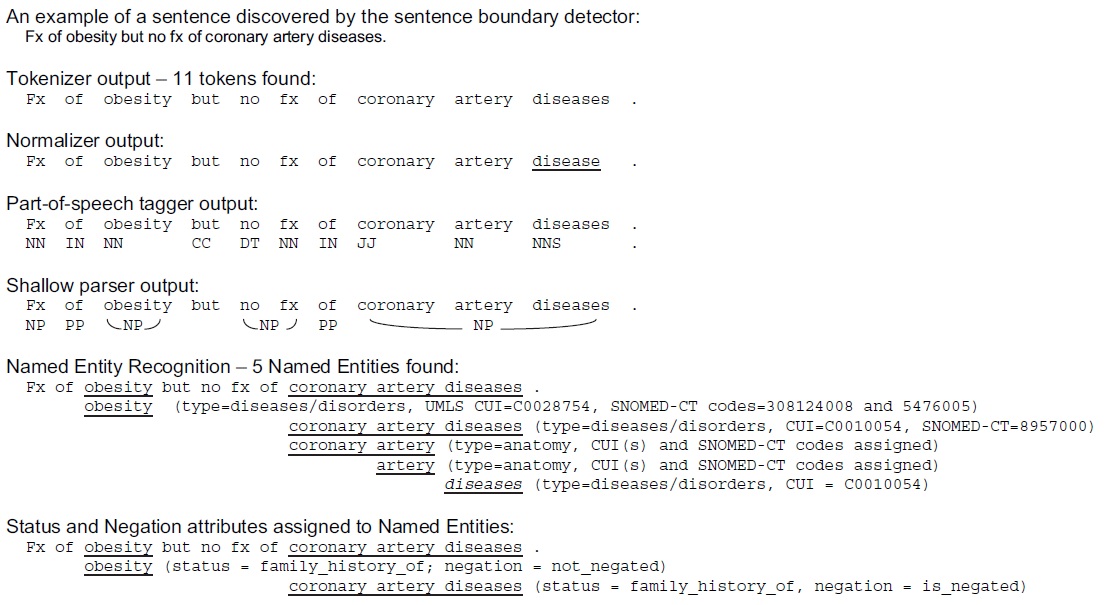 An example of a sentence discovered by the sentence boundary detector:
Fx of obesity but no fx of coronary artery diseases.
Tokenizer output – 11 tokens found:
Fx of obesity but no fx of coronary artery diseases .
Normalizer output:
Fx of obesity but no fx of coronary artery disease .
Part-of-speech tagger output:
Fx of obesity but no fx of coronary artery diseases .
NN IN NN CC DT NN IN JJ NN NNS .
Shallow parser output:
Fx of obesity but no fx of coronary artery diseases .
NP PP NP NP PP NP
Named Entity Recognition – 5 Named Entities found:
Fx of obesity but no fx of coronary artery diseases .
obesity (type=diseases/disorders, UMLS CUI=C0028754, SNOMED-CT codes=308124008 and 5476005)
coronary artery diseases (type=diseases/disorders, CUI=C0010054, SNOMED-CT=8957000)
coronary artery (type=anatomy, CUI(s) and SNOMED-CT codes assigned)
artery (type=anatomy, CUI(s) and SNOMED-CT codes assigned)
diseases (type=diseases/disorders, CUI = C0010054)
Status and Negation attributes assigned to Named Entities:
Fx of obesity but no fx of coronary artery diseases .
obesity (status = family_history_of; negation = not_negated)
coronary artery diseases (status = family_history_of, negation = is_negated)